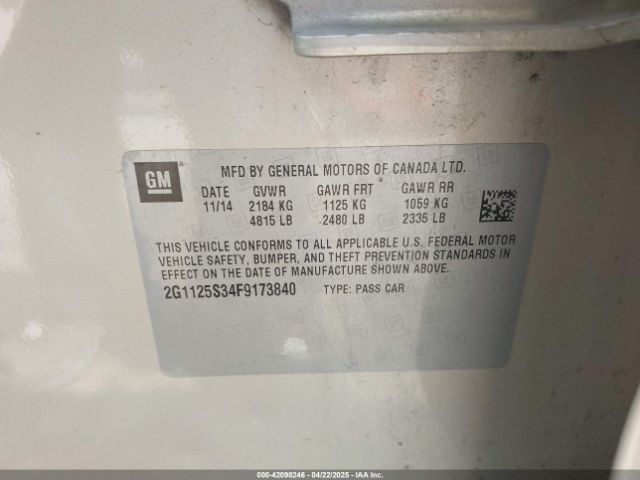 GM
MFD BY GENERAL MOTORS OF CANADA LTD.
DATE GVWR GAWR FRT GAWR RR
11/14 2184 KG 1125 KG 1059 KG
4815 LB 2480 LB 2335 LB
THIS VEHICLE CONFORMS TO ALL APPLICABLE U.S. FEDERAL MOTOR
VEHICLE SAFETY, BUMPER, AND THEFT PREVENTION STANDARDS IN
EFFECT ON THE DATE OF MANUFACTURE SHOWN ABOVE.
2G1125S34F9173840 TYPE: PASS CAR
000-42098246 - 04/22/2025 - IAAI.COM